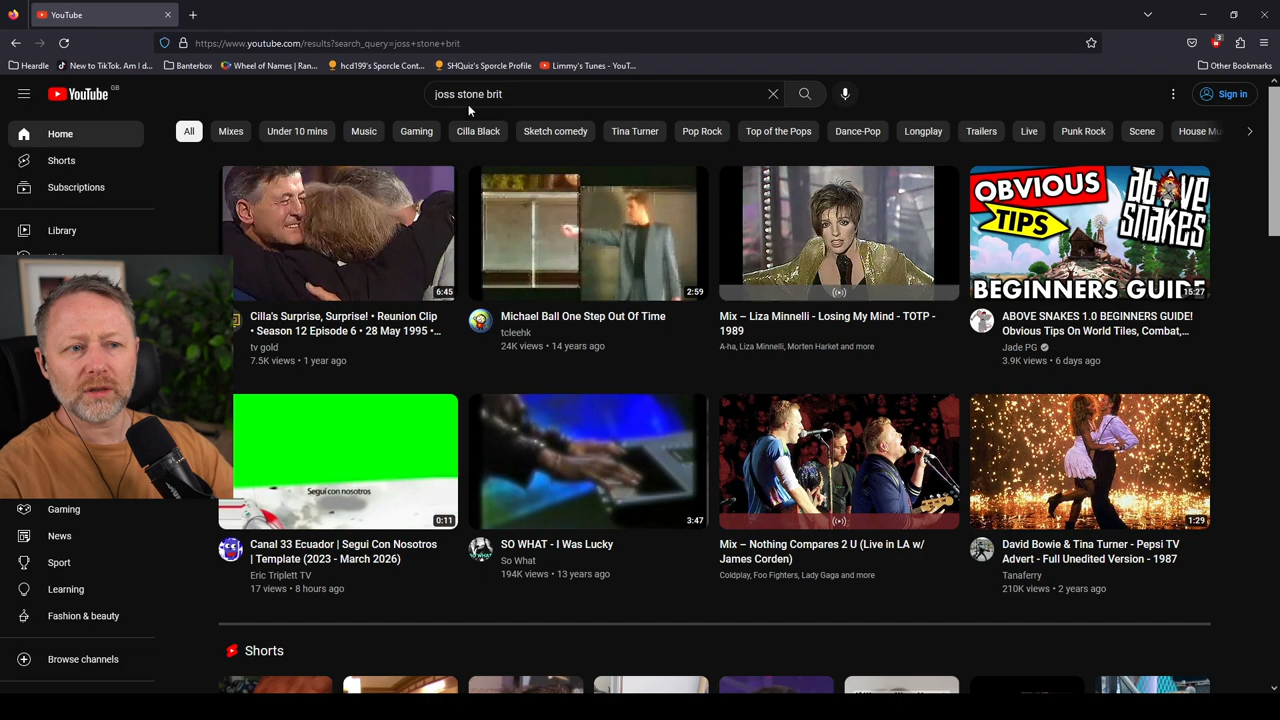 YouTube
https://www.youtube.com/results?search_query=joss+stone+brit
3
Heardle
New to TikTok. Am I d...
Banterbox
Wheel of Names | Ran...
hcd199's Sporcle Cont...
SHQuiz's Sporcle Profile
Limmy's Tunes - YouT...
Other Bookmarks
YouTube GB
joss stone brit
Sign in
Home
Shorts
Subscriptions
Library
All
Mixes
Under 10 mins
Music
Gaming
Cilla Black
Sketch comedy
Tina Turner
Pop Rock
Top of the Pops
Dance-Pop
Longplay
Trailers
Live
Punk Rock
Scene
House Mu
6:45
Cilla's Surprise, Surprise! • Reunion Clip
• Season 12 Episode 6 • 28 May 1995 •...
tv gold
7.5K views • 1 year ago
2:59
Michael Ball One Step Out Of Time
tcleehk
24K views • 14 years ago
Mix – Liza Minnelli - Losing My Mind - TOTP -
1989
A-ha, Liza Minnelli, Morten Harket and more
OBVIOUS
TIPS
above
snakes
BEGINNERS GUIDE
15:27
ABOVE SNAKES 1.0 BEGINNERS GUIDE!
Obvious Tips On World Tiles, Combat,...
Jade PG
3.9K views • 6 days ago
Segui con nosotros
0:11
Canal 33 Ecuador | Segui Con Nosotros
| Template (2023 - March 2026)
Eric Triplett TV
17 views • 8 hours ago
3:47
SO WHAT - I Was Lucky
So What
194K views • 13 years ago
Mix – Nothing Compares 2 U (Live in LA w/
James Corden)
Coldplay, Foo Fighters, Lady Gaga and more
1:29
David Bowie & Tina Turner - Pepsi TV
Advert - Full Unedited Version - 1987
Tanaferry
210K views • 2 years ago
Gaming
News
Sport
Learning
Fashion & beauty
Browse channels
Shorts